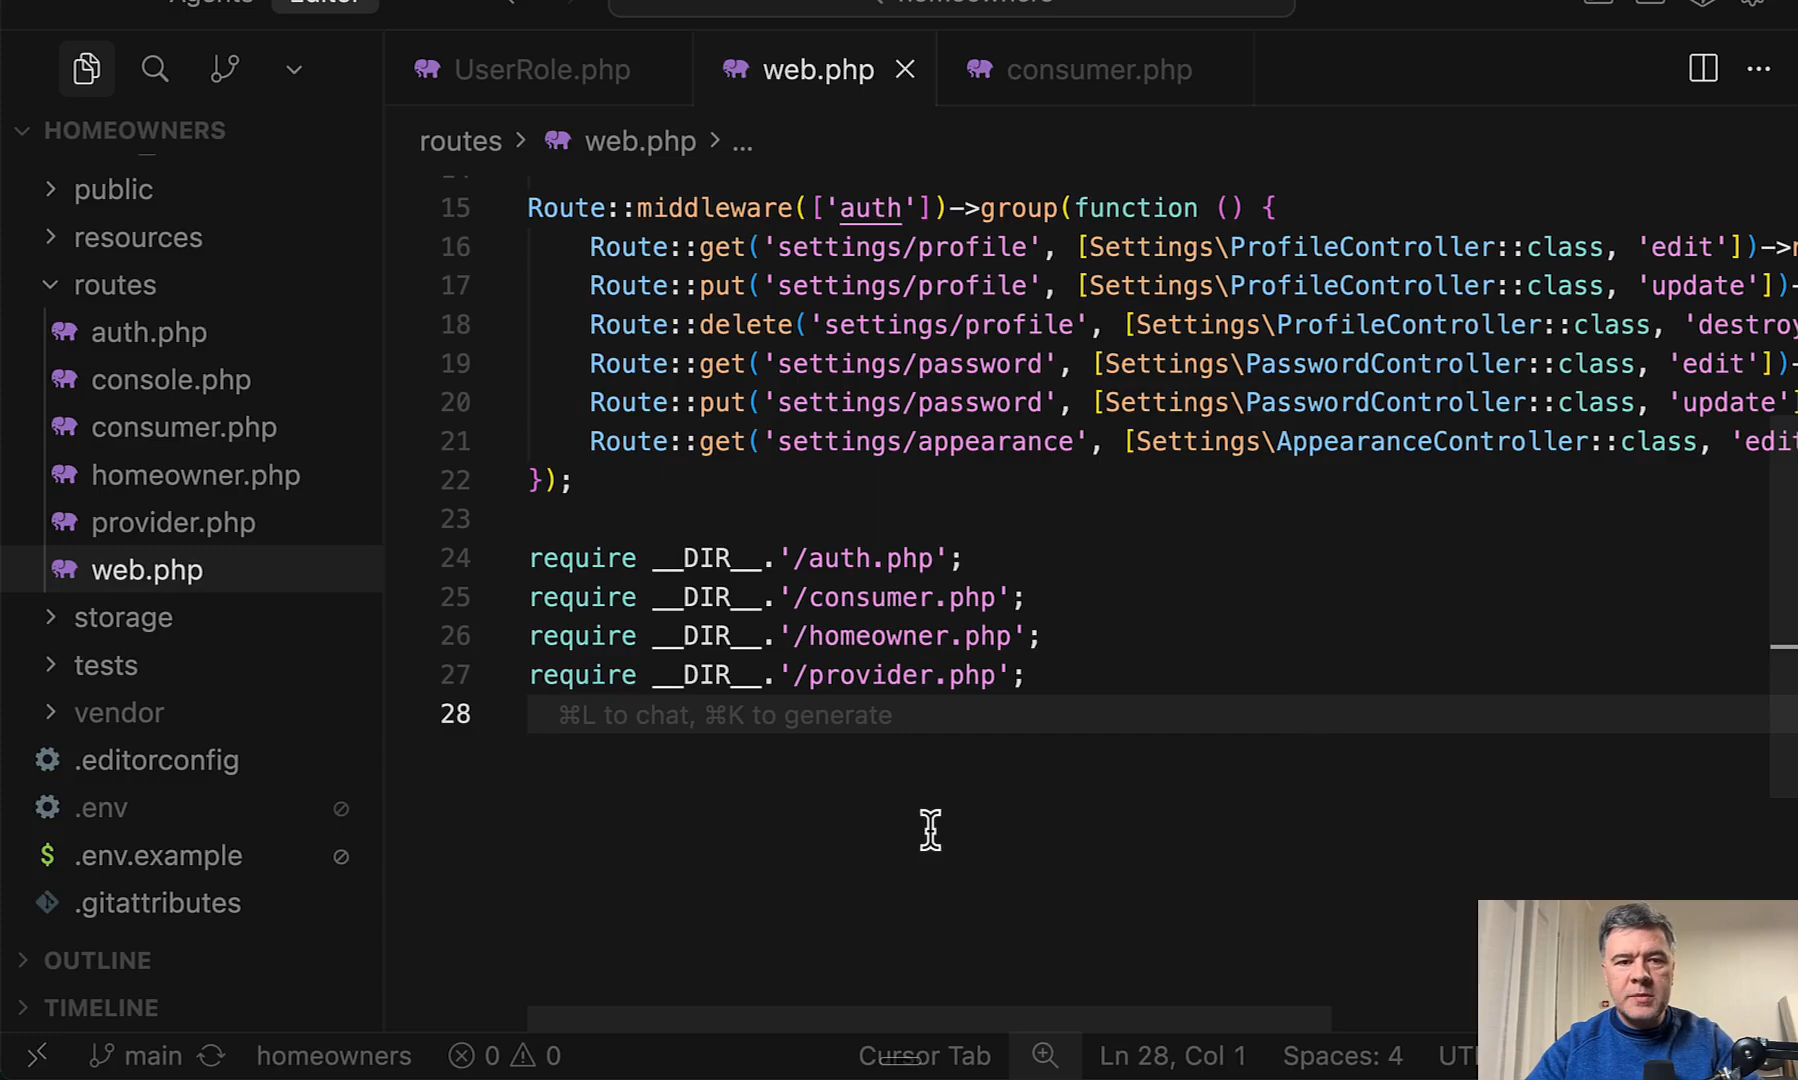 Agents Editor homeowners
UserRole.php web.php consumer.php
HOMEOWNERS
routes > web.php > ...
public
resources
routes
auth.php
console.php
consumer.php
homeowner.php
provider.php
web.php
storage
tests
vendor
.editorconfig
.env
$ .env.example
.gitattributes
OUTLINE
TIMELINE
15 Route::middleware(['auth'])->group(function () {
16 Route::get('settings/profile', [Settings\ProfileController::class, 'edit'])->
17 Route::put('settings/profile', [Settings\ProfileController::class, 'update'])-
18 Route::delete('settings/profile', [Settings\ProfileController::class, 'destroy
19 Route::get('settings/password', [Settings\PasswordController::class, 'edit'])-
20 Route::put('settings/password', [Settings\PasswordController::class, 'update']
21 Route::get('settings/appearance', [Settings\AppearanceController::class, 'edit
22 });
23
24 require __DIR__.'/auth.php';
25 require __DIR__.'/consumer.php';
26 require __DIR__.'/homeowner.php';
27 require __DIR__.'/provider.php';
28 ⌘L to chat, ⌘K to generate
main homeowners 0 0 Cursor Tab Ln 28, Col 1 Spaces: 4